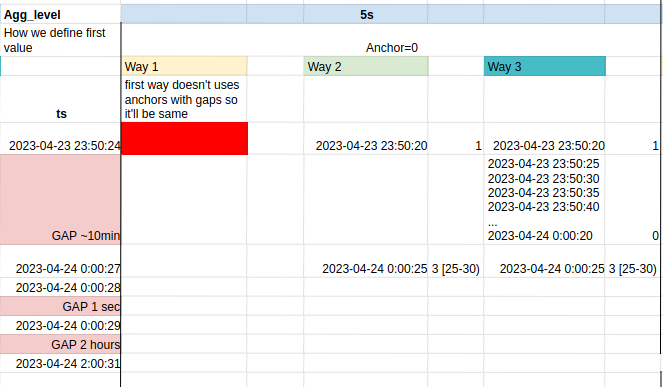 Agg_level 5s
How we define first
value Anchor=0
Way 1 Way 2 Way 3
first way doesn't uses
anchors with gaps so
it'll be same
ts
2023-04-23 23:50:24 2023-04-23 23:50:20 1 2023-04-23 23:50:20 1
2023-04-23 23:50:25
2023-04-23 23:50:30
2023-04-23 23:50:35
2023-04-23 23:50:40
...
GAP ~10min 2023-04-24 0:00:20 0
2023-04-24 0:00:27 2023-04-24 0:00:25 3 [25-30) 2023-04-24 0:00:25 3 [25-30)
2023-04-24 0:00:28
GAP 1 sec
2023-04-24 0:00:29
GAP 2 hours
2023-04-24 2:00:31